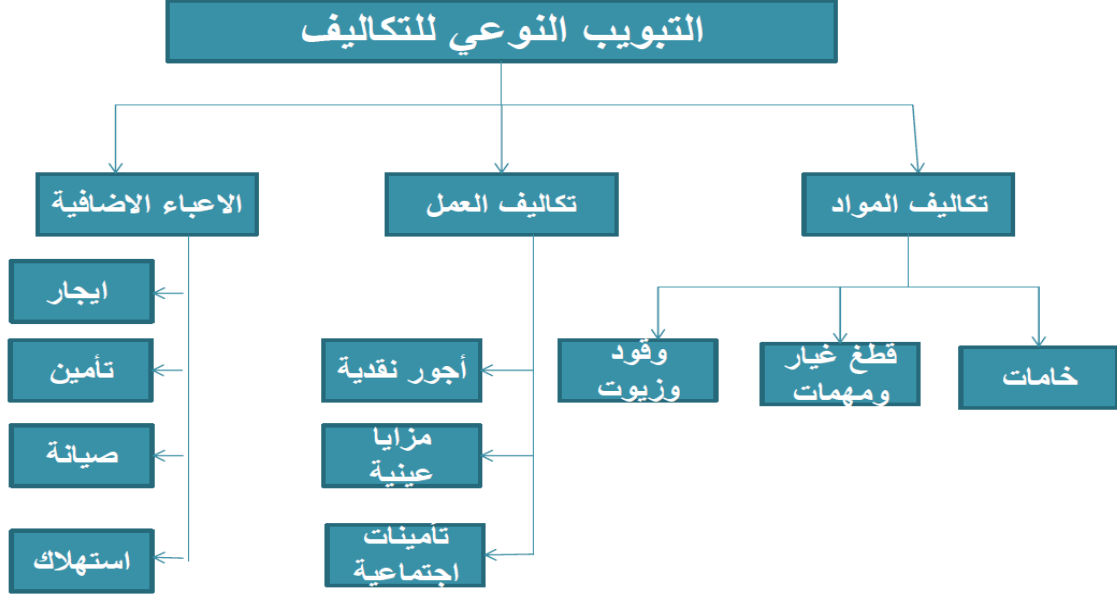 التبويب النوعي للتكاليف
تكاليف المواد
تكاليف العمل
الاعباء الاضافية
خامات
قطغ غيار
ومهمات
وقود
وزيوت
أجور نقدية
مزايا
عينية
تأمينات
اجتماعية
ايجار
تأمين
صيانة
استهلاك